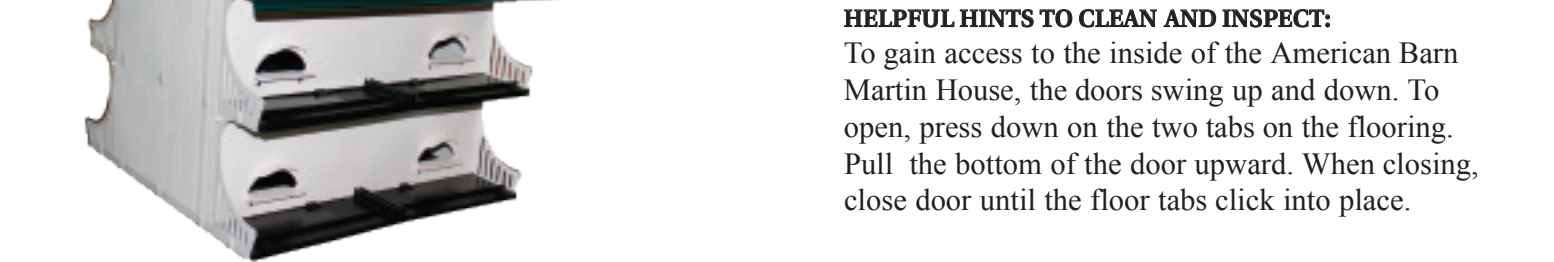 HELPFUL HINTS TO CLEAN AND INSPECT:
To gain access to the inside of the American Barn
Martin House, the doors swing up and down. To
open, press down on the two tabs on the flooring.
Pull  the bottom of the door upward. When closing,
close door until the floor tabs click into place.